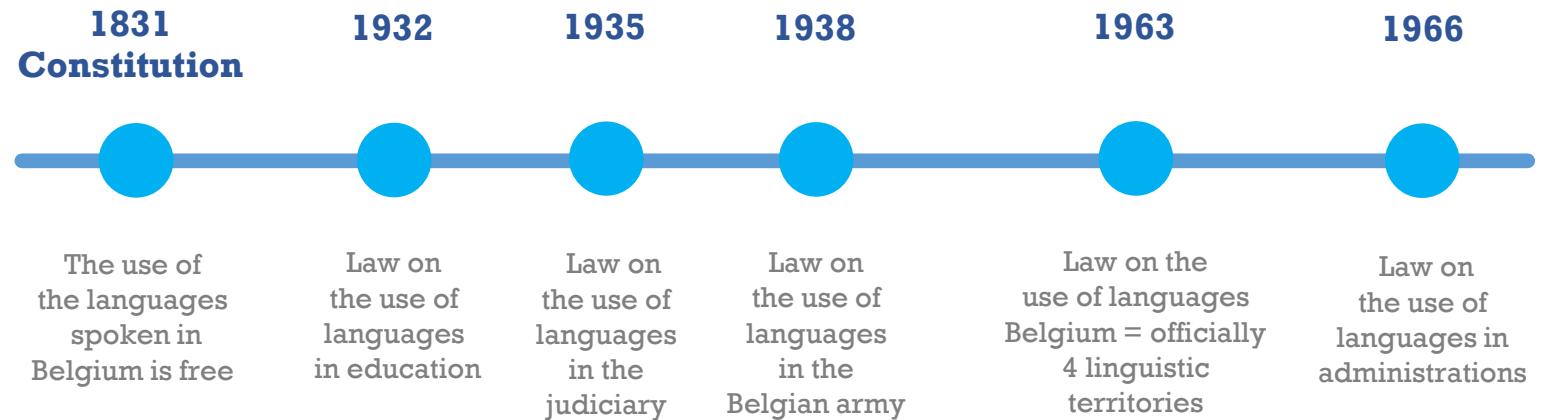 1831
Constitution
1932
1935
1938
1963
1966
The use of
the languages
spoken in
Belgium is free
Law on
the use of
languages
in education
Law on
the use of
languages
in the
judiciary
Law on
the use of
languages
in the
Belgian army
Law on the
use of languages
Belgium = officially
4 linguistic
territories
Law on
the use of
languages in
administrations